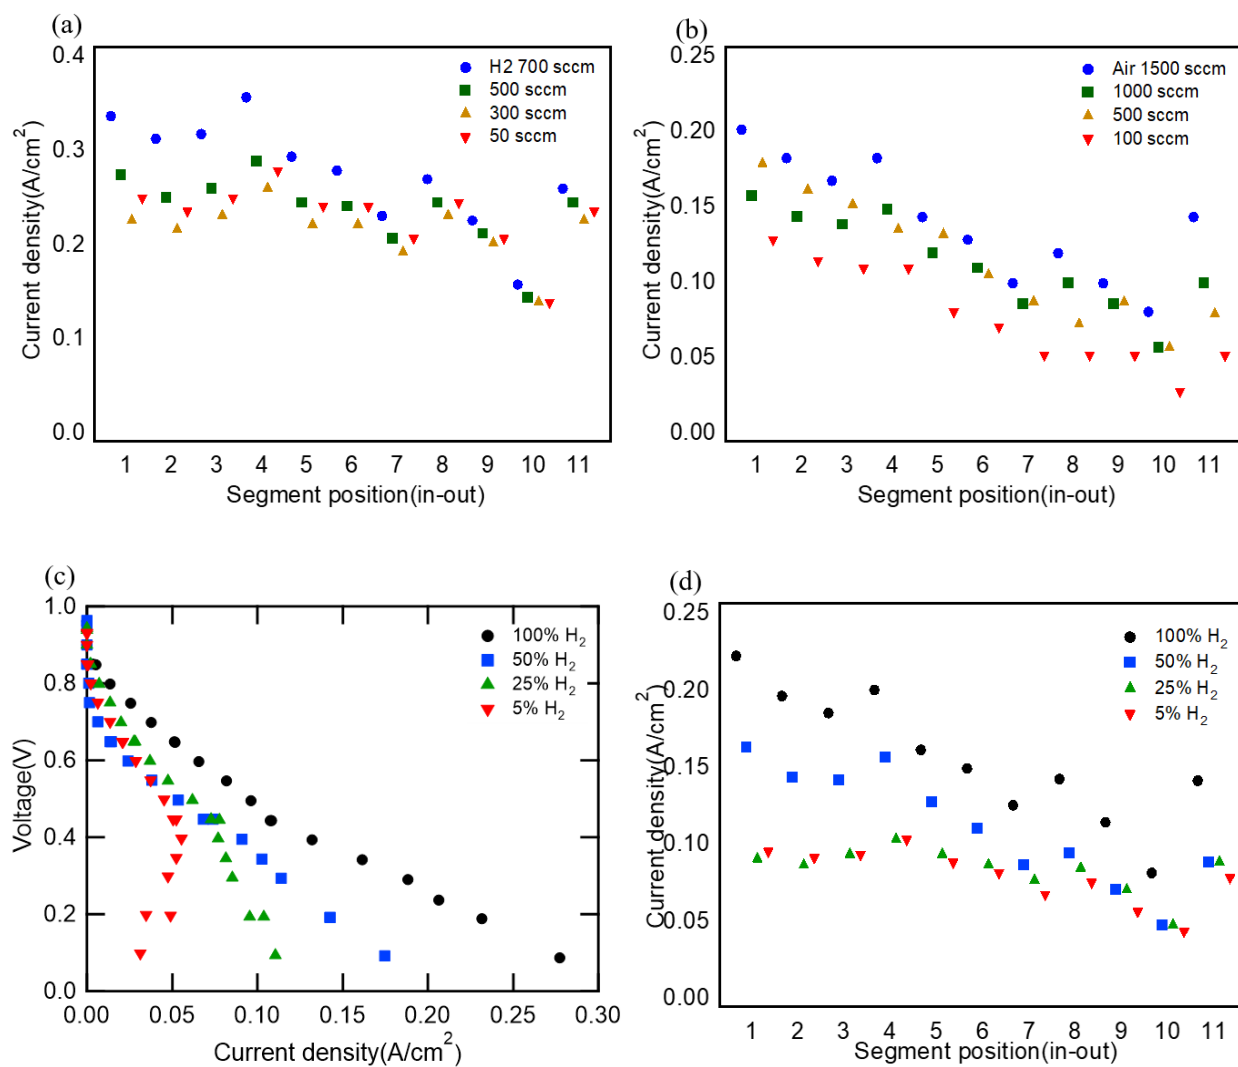 (a)
0.4
0.3
0.2
0.1
0.0
Current density(A/cm2)
H2 700 sccm
500 sccm
300 sccm
50 sccm
1 2 3 4 5 6 7 8 9 10 11
Segment position(in-out)
(b)
0.25
0.20
0.15
0.10
0.05
0.00
Current density(A/cm2)
Air 1500 sccm
1000 sccm
500 sccm
100 sccm
1 2 3 4 5 6 7 8 9 10 11
Segment position(in-out)
(c)
1.0
0.8
0.6
0.4
0.2
0.0
Voltage(V)
100% H2
50% H2
25% H2
5% H2
0.00 0.05 0.10 0.15 0.20 0.25 0.30
Current density(A/cm2)
(d)
0.25
0.20
0.15
0.10
0.05
0.00
Current density(A/cm2)
100% H2
50% H2
25% H2
5% H2
1 2 3 4 5 6 7 8 9 10 11
Segment position(in-out)